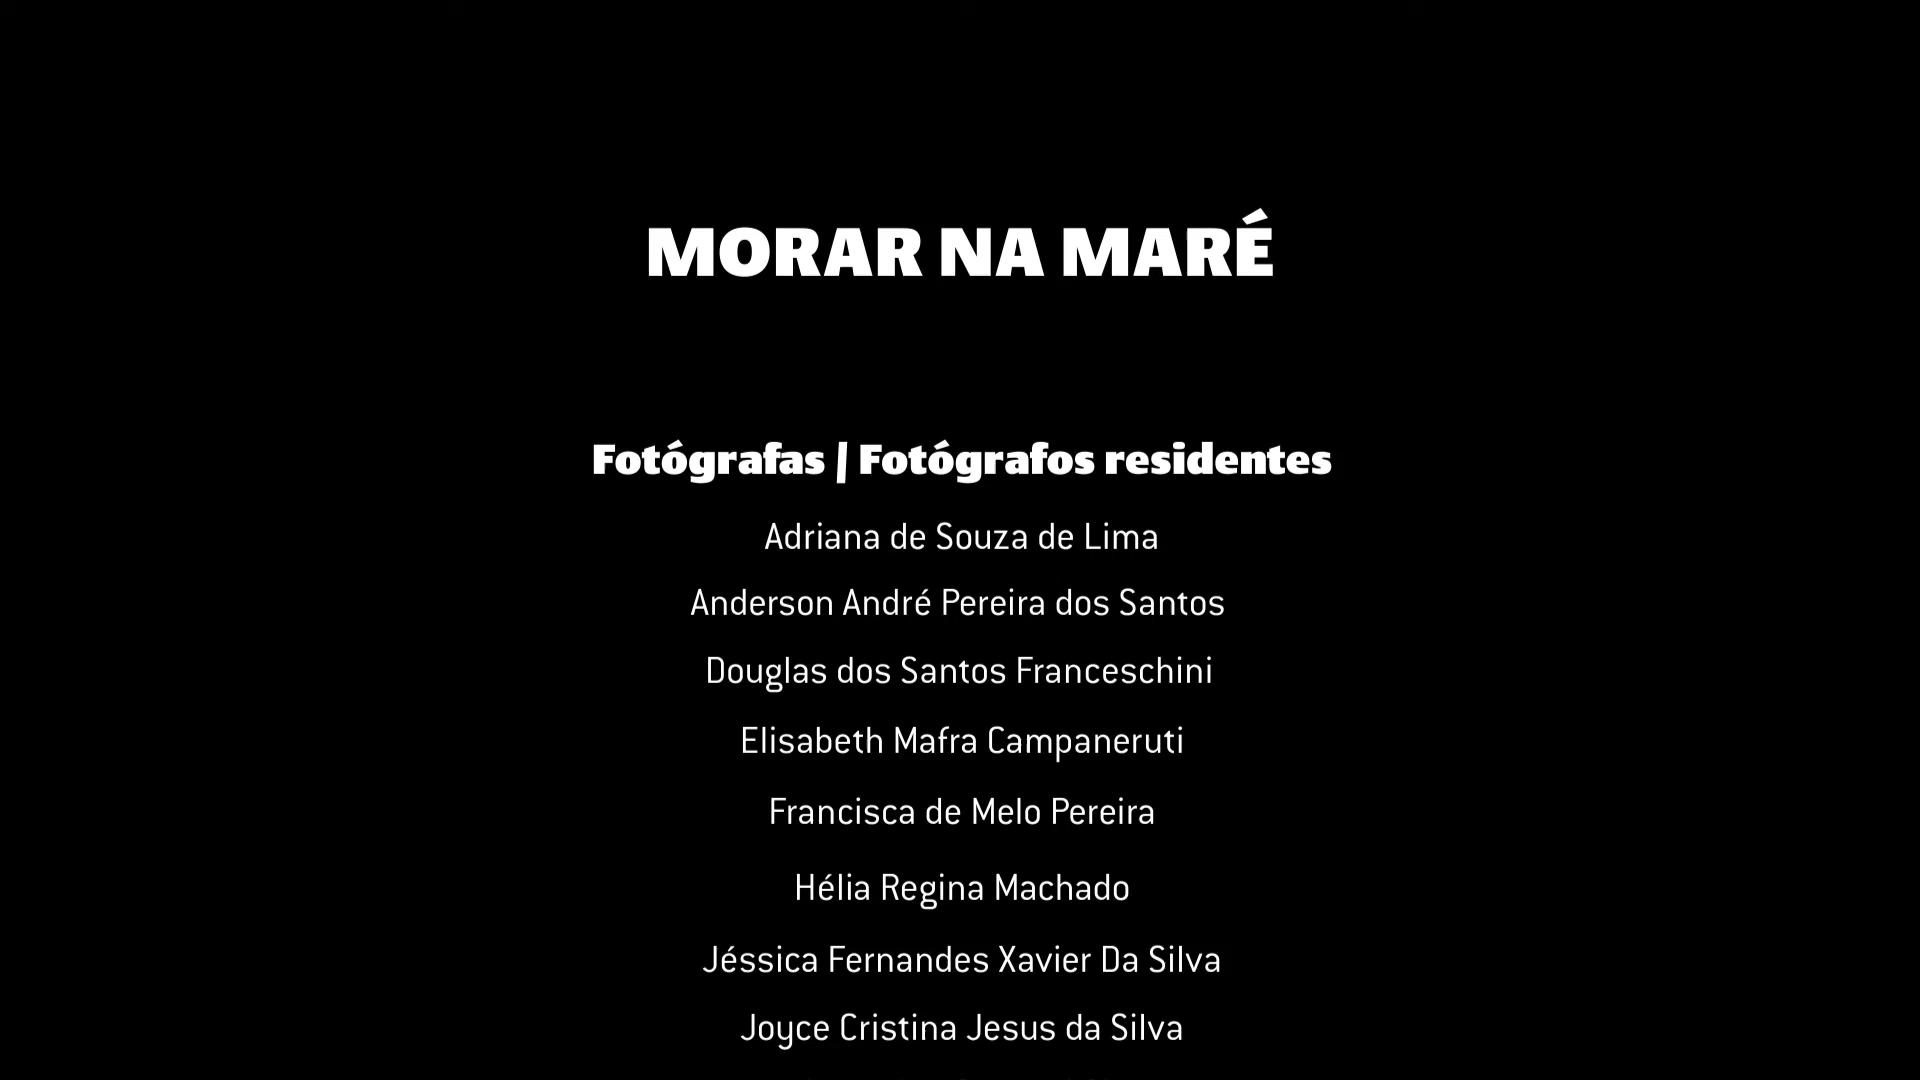 MORAR NA MARÉ
Fotógrafas | Fotógrafos residentes
Adriana de Souza de Lima
Anderson André Pereira dos Santos
Douglas dos Santos Franceschini
Elisabeth Mafra Campaneruti
Francisca de Melo Pereira
Hélia Regina Machado
Jéssica Fernandes Xavier Da Silva
Joyce Cristina Jesus da Silva